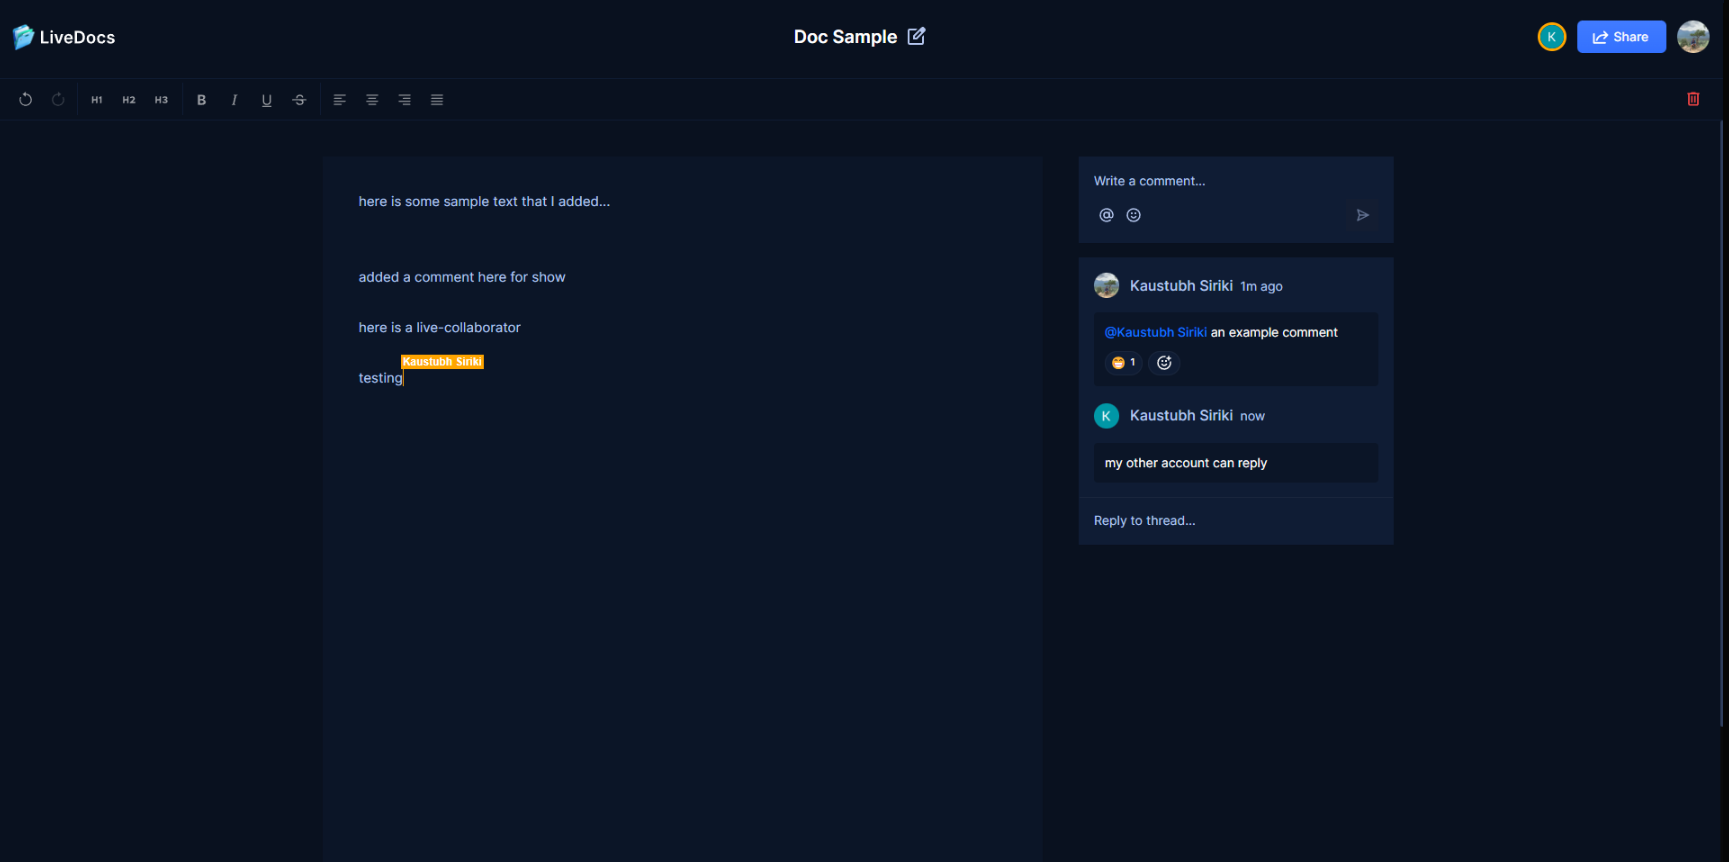 LiveDocs
Doc Sample
K
Share
H1 H2 H3 B I U S
here is some sample text that I added...
added a comment here for show
here is a live-collaborator
Kaustubh Siriki
testing
Write a comment...
@
Kaustubh Siriki 1m ago
@Kaustubh Siriki an example comment
1
K Kaustubh Siriki now
my other account can reply
Reply to thread...